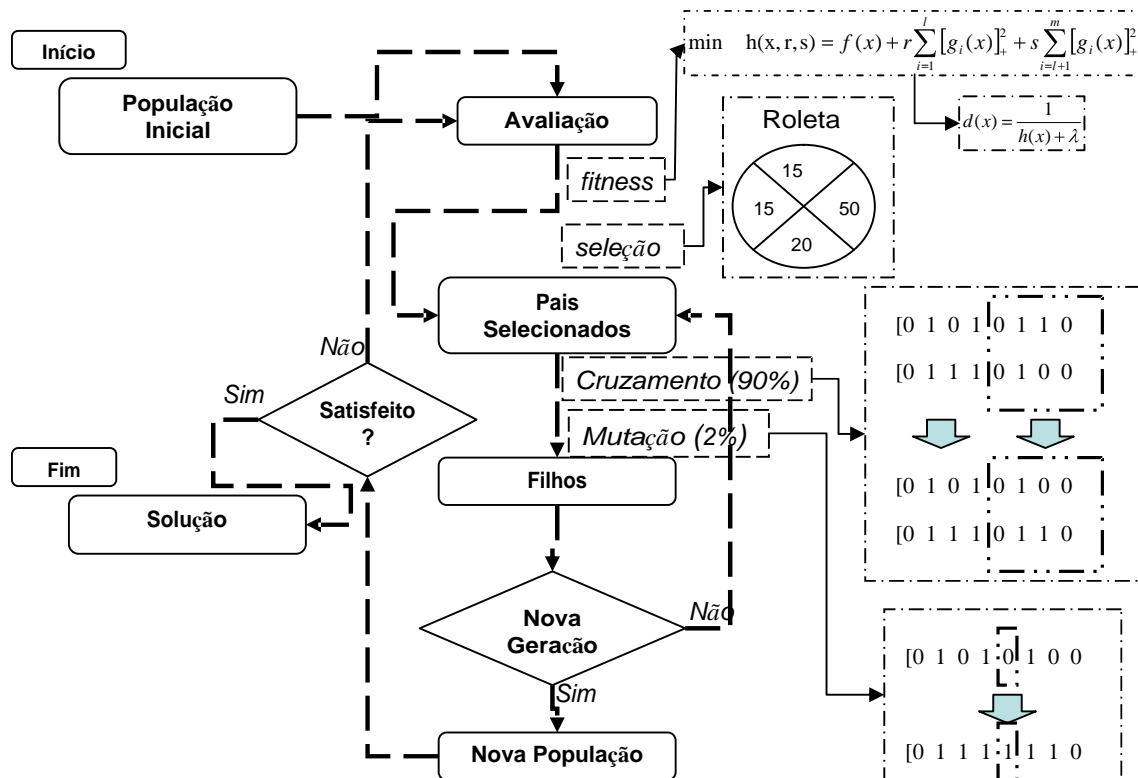 Início
População
Inicial
Avaliação
min h(x, r, s) = f(x) + r∑_{i=1}^{l}[g_i(x)]_+^2 + s∑_{i=l+1}^{m}[g_i(x)]_+^2
d(x) = 1/(h(x) + λ)
fitness
seleção
Roleta
15
15
50
20
Pais
Selecionados
Cruzamento (90%)
Mutação (2%)
[0 1 0 1 0 1 1 0
[0 1 1 1 0 1 0 0
[0 1 0 1 0 1 0 0
[0 1 1 1 0 1 1 0
Não
Sim
Satisfeito
?
Fim
Solução
Filhos
Nova
Geração
Não
Sim
Nova População
[0 1 0 1 0 1 0 0
[0 1 1 1 1 1 1 0